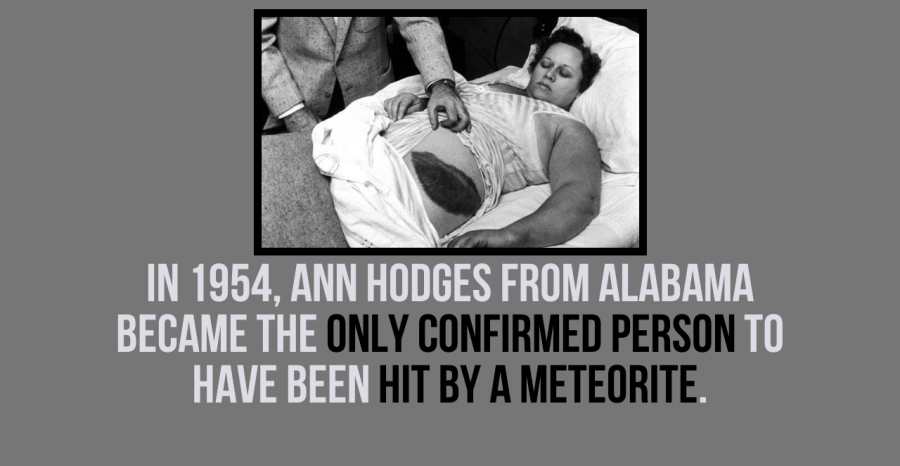 IN 1954, ANN HODGES FROM ALABAMA
BECAME THE ONLY CONFIRMED PERSON TO
HAVE BEEN HIT BY A METEORITE.